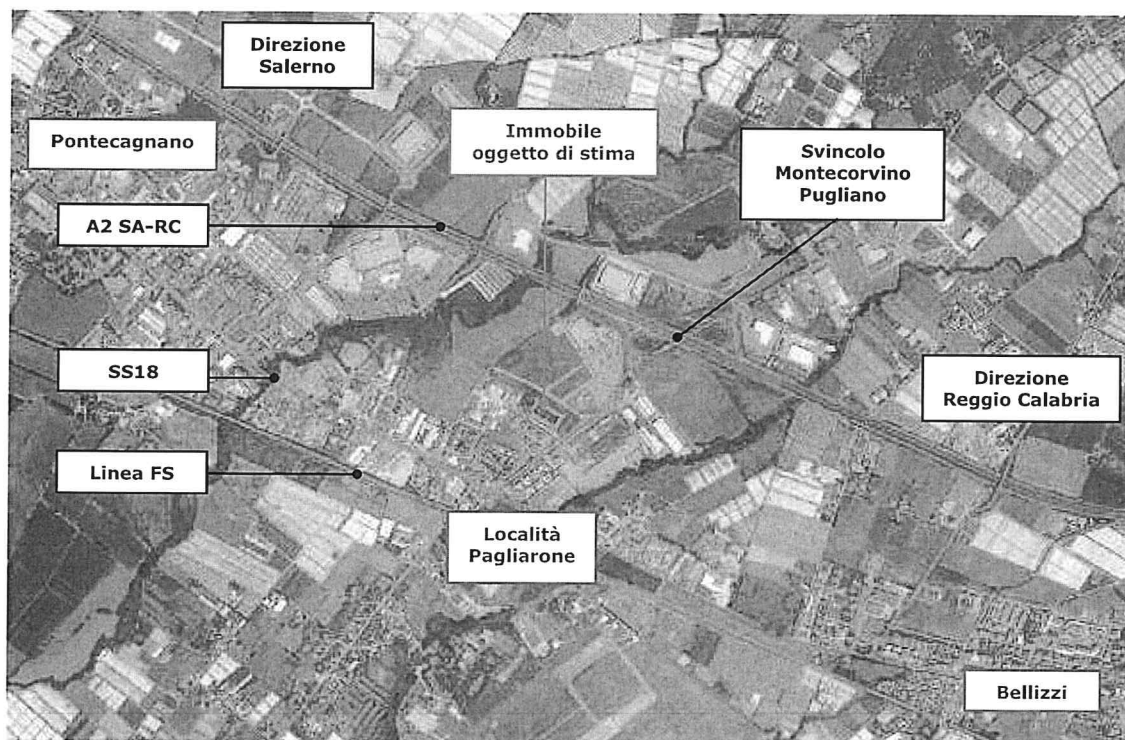 Direzione
Salerno
Pontecagnano
Immobile
oggetto di stima
Svincolo
Montecorvino
Pugliano
A2 SA-RC
SS18
Direzione
Reggio Calabria
Linea FS
Località
Pagliarone
Bellizzi